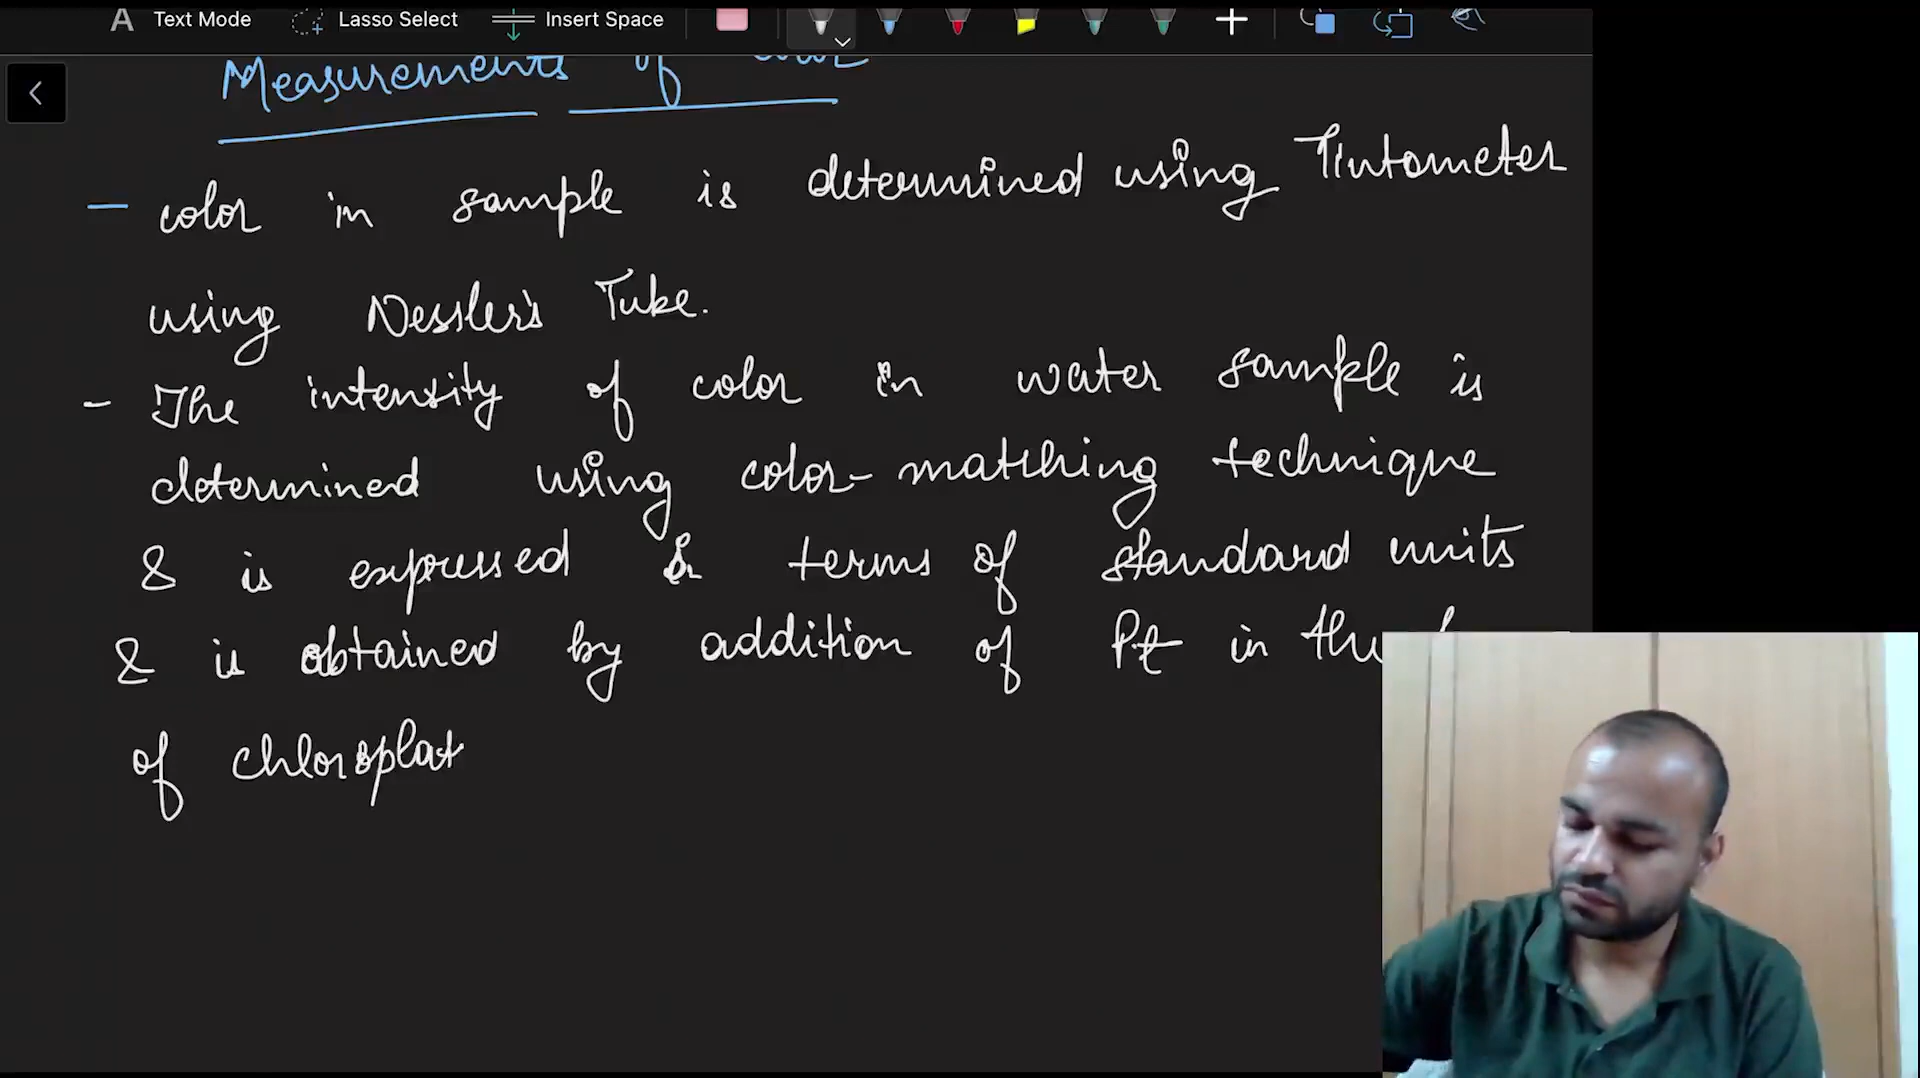 Text Mode Lasso Select Insert Space
Measurements of color
- color in sample is determined using Tintometer
using Nessler's Tube.
- The intensity of color in water sample is
determined using color-matching technique
& is expressed in terms of standard units
& is obtained by addition of Pt in the
of chloroplat